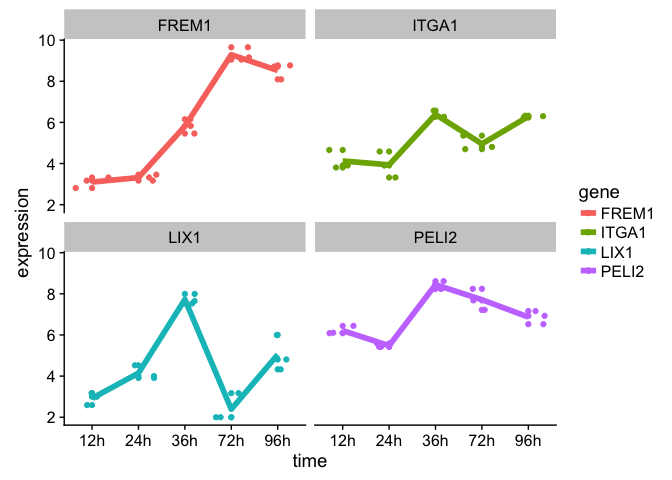 FREM1 ITGA1
10
8
6
4
2
LIX1 PELI2
10
8
6
4
2
expression
12h 24h 36h 72h 96h 12h 24h 36h 72h 96h
time
gene
FREM1
ITGA1
LIX1
PELI2